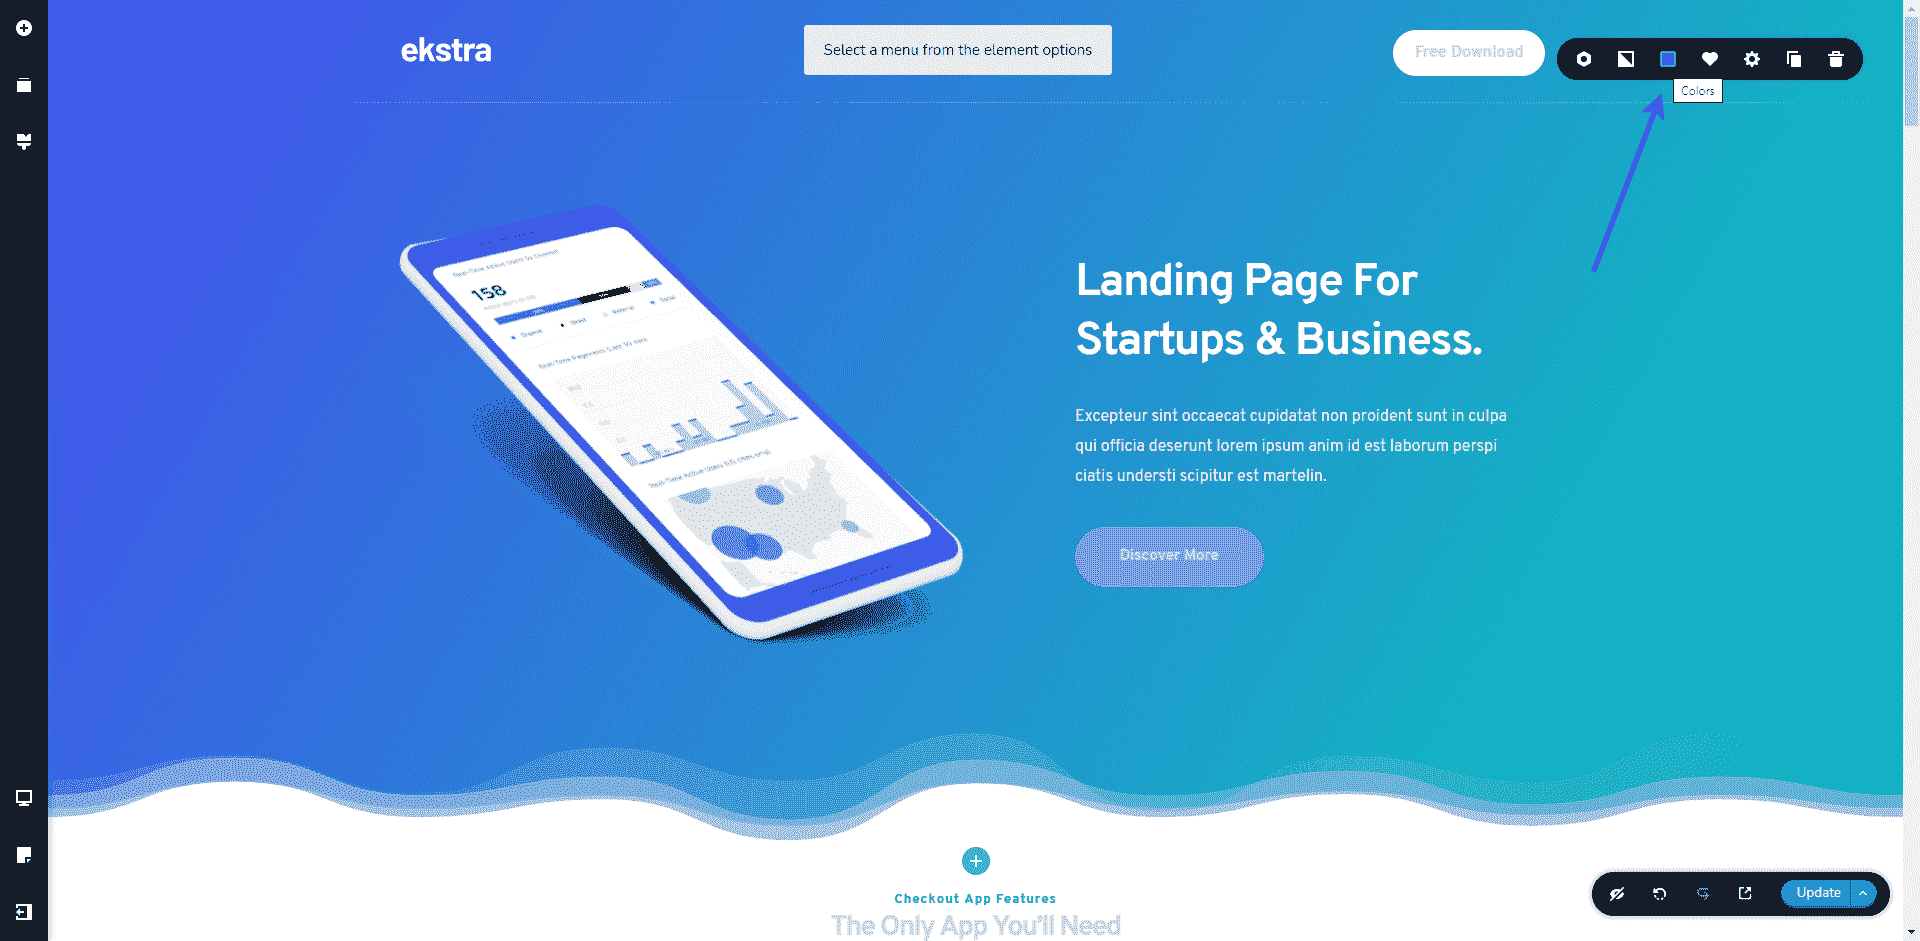 ekstra
Select a menu from the element options
Free Download
Colors
158
Landing Page For
Startups & Business.
Excepteur sint occaecat cupidatat non proident sunt in culpa
qui officia deserunt lorem ipsum anim id est laborum perspi
ciatis understi scipitur est martelin.
Discover More
Checkout App Features
The Only App You'll Need
Update